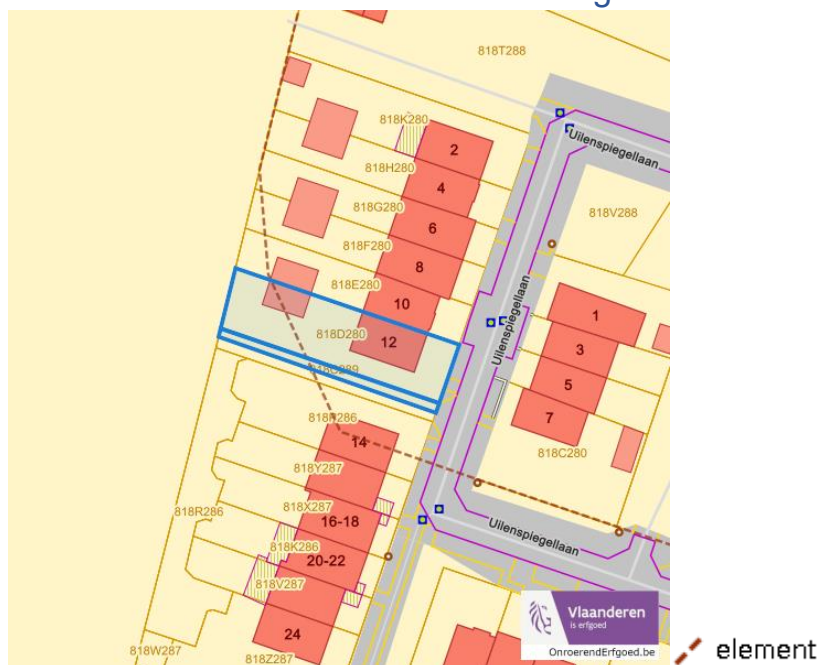 g
818T288
818K280
Uilenspiegellaan
2
818H280
4
818V288
818G280
6
818F280
8
818E280
10
1
818D280
12
Uilenspiegellaan
3
5
7
818P286
14
818C280
818Y287
818X287
818R286
16-18
Uilenspiegellaan
818K286
20-22
818V287
24
818W287
818Z287
Vlaanderen
is erfgoed
OnroerendErfgoed.be
element